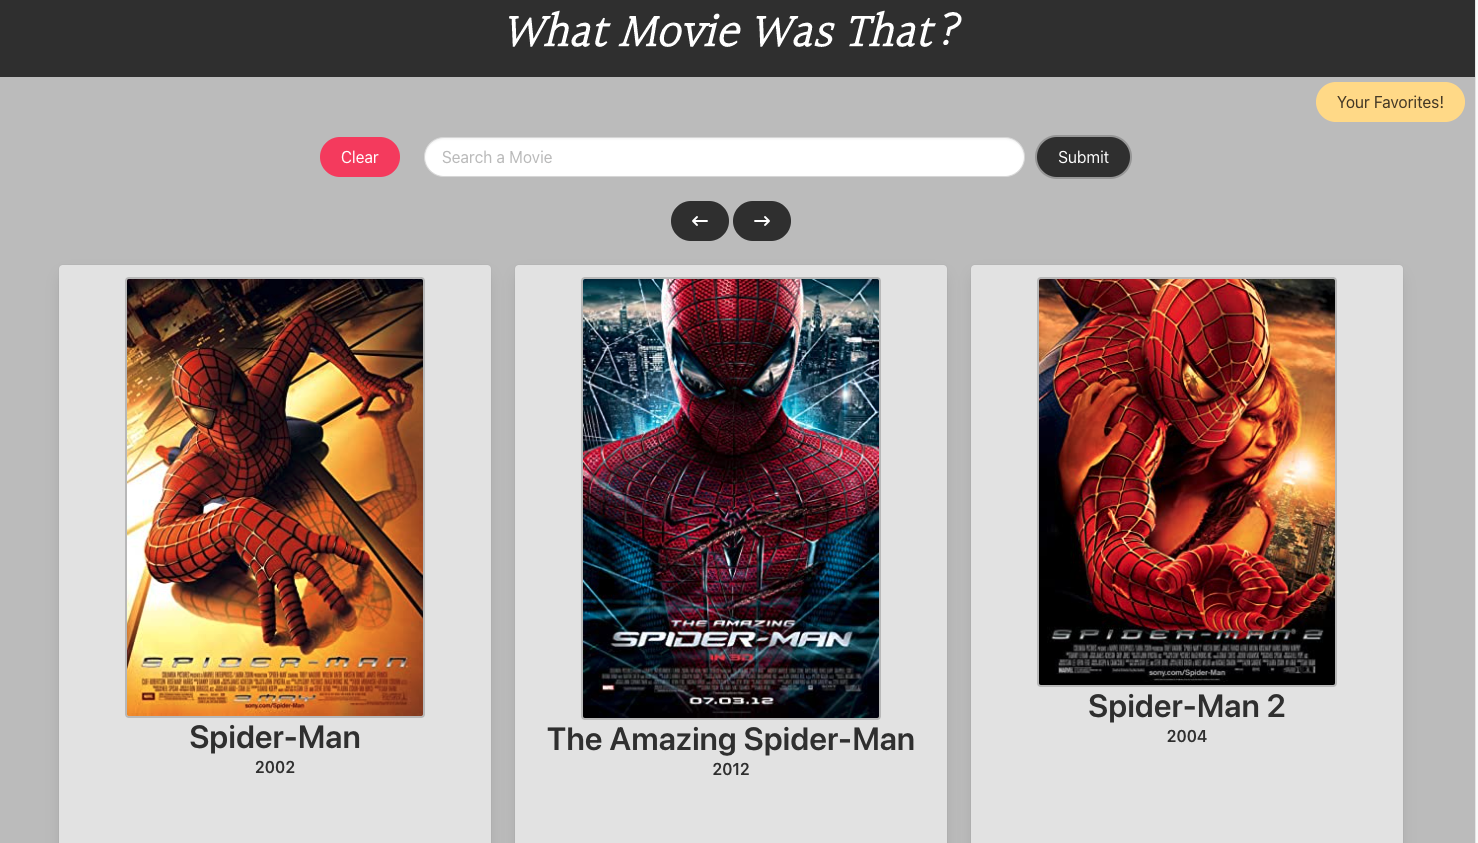 What Movie Was That?
Your Favorites!
Clear
Search a Movie
Submit
← →
SPIDER-MAN
sony.com/Spider-Man
Spider-Man
2002
THE AMAZING
SPIDER-MAN
IN 3D
07.03.12
The Amazing Spider-Man
2012
SPIDER-MAN 2
sony.com/Spider-Man
Spider-Man 2
2004